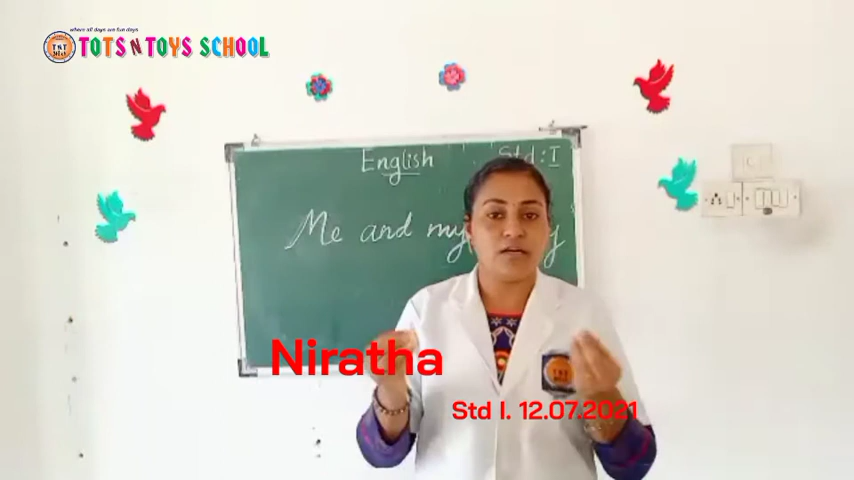 where all days are fun days
TOTS N TOYS SCHOOL
TNT
English Std: I
Me and my
Niratha
Std I. 12.07.2021